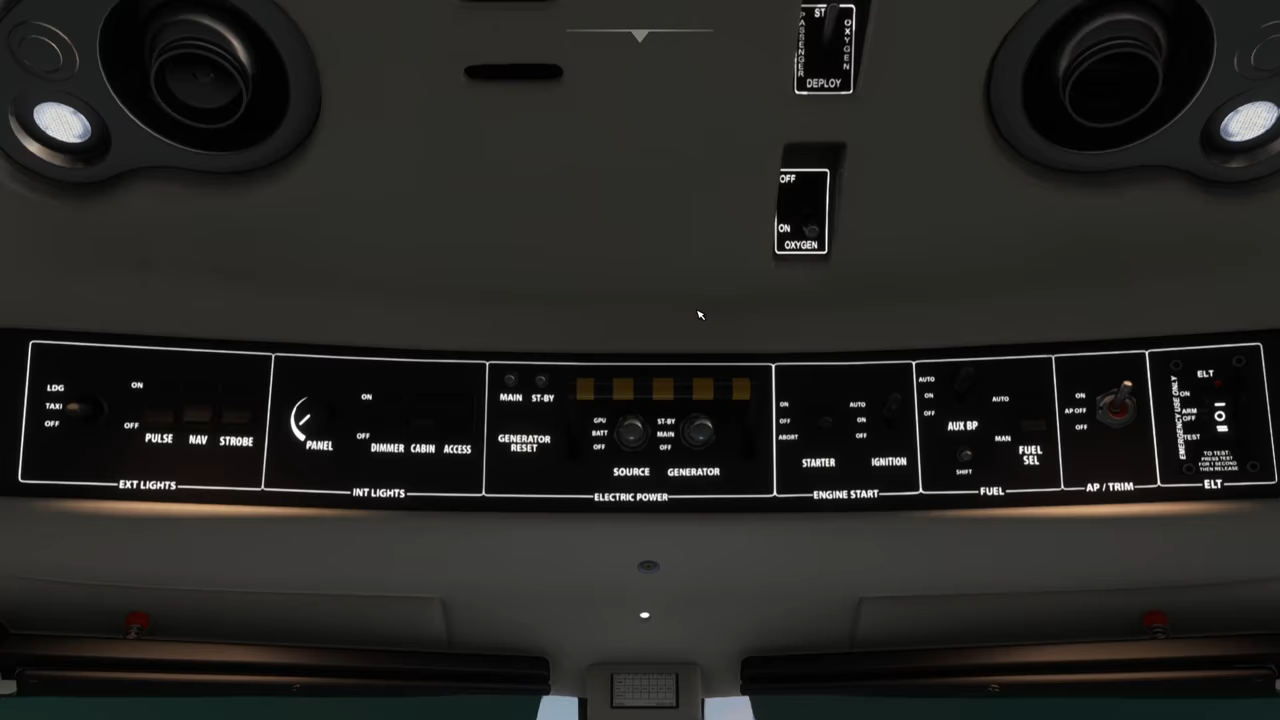 ST
PASSENGER
OXYGEN
DEPLOY
OFF
ON
OXYGEN
LDG
TAXI
OFF
ON
OFF
PULSE NAV STROBE
EXT LIGHTS
PANEL
ON
OFF
DIMMER CABIN ACCESS
INT LIGHTS
MAIN ST-BY
GENERATOR
RESET
GPU
BATT
OFF
SOURCE
ST-BY
MAIN
OFF
GENERATOR
ELECTRIC POWER
ON
OFF
ABORT
STARTER
AUTO
ON
OFF
IGNITION
ENGINE START
AUTO
ON
OFF
AUX BP
SHIFT
AUTO
MAN
FUEL
SEL
FUEL
ON
AP OFF
OFF
AP / TRIM
EMERGENCY USE ONLY
ELT
ON
ARM
OFF
TEST
TO TEST:
PRESS TEST
FOR 1 SECOND
THEN RELEASE
ELT